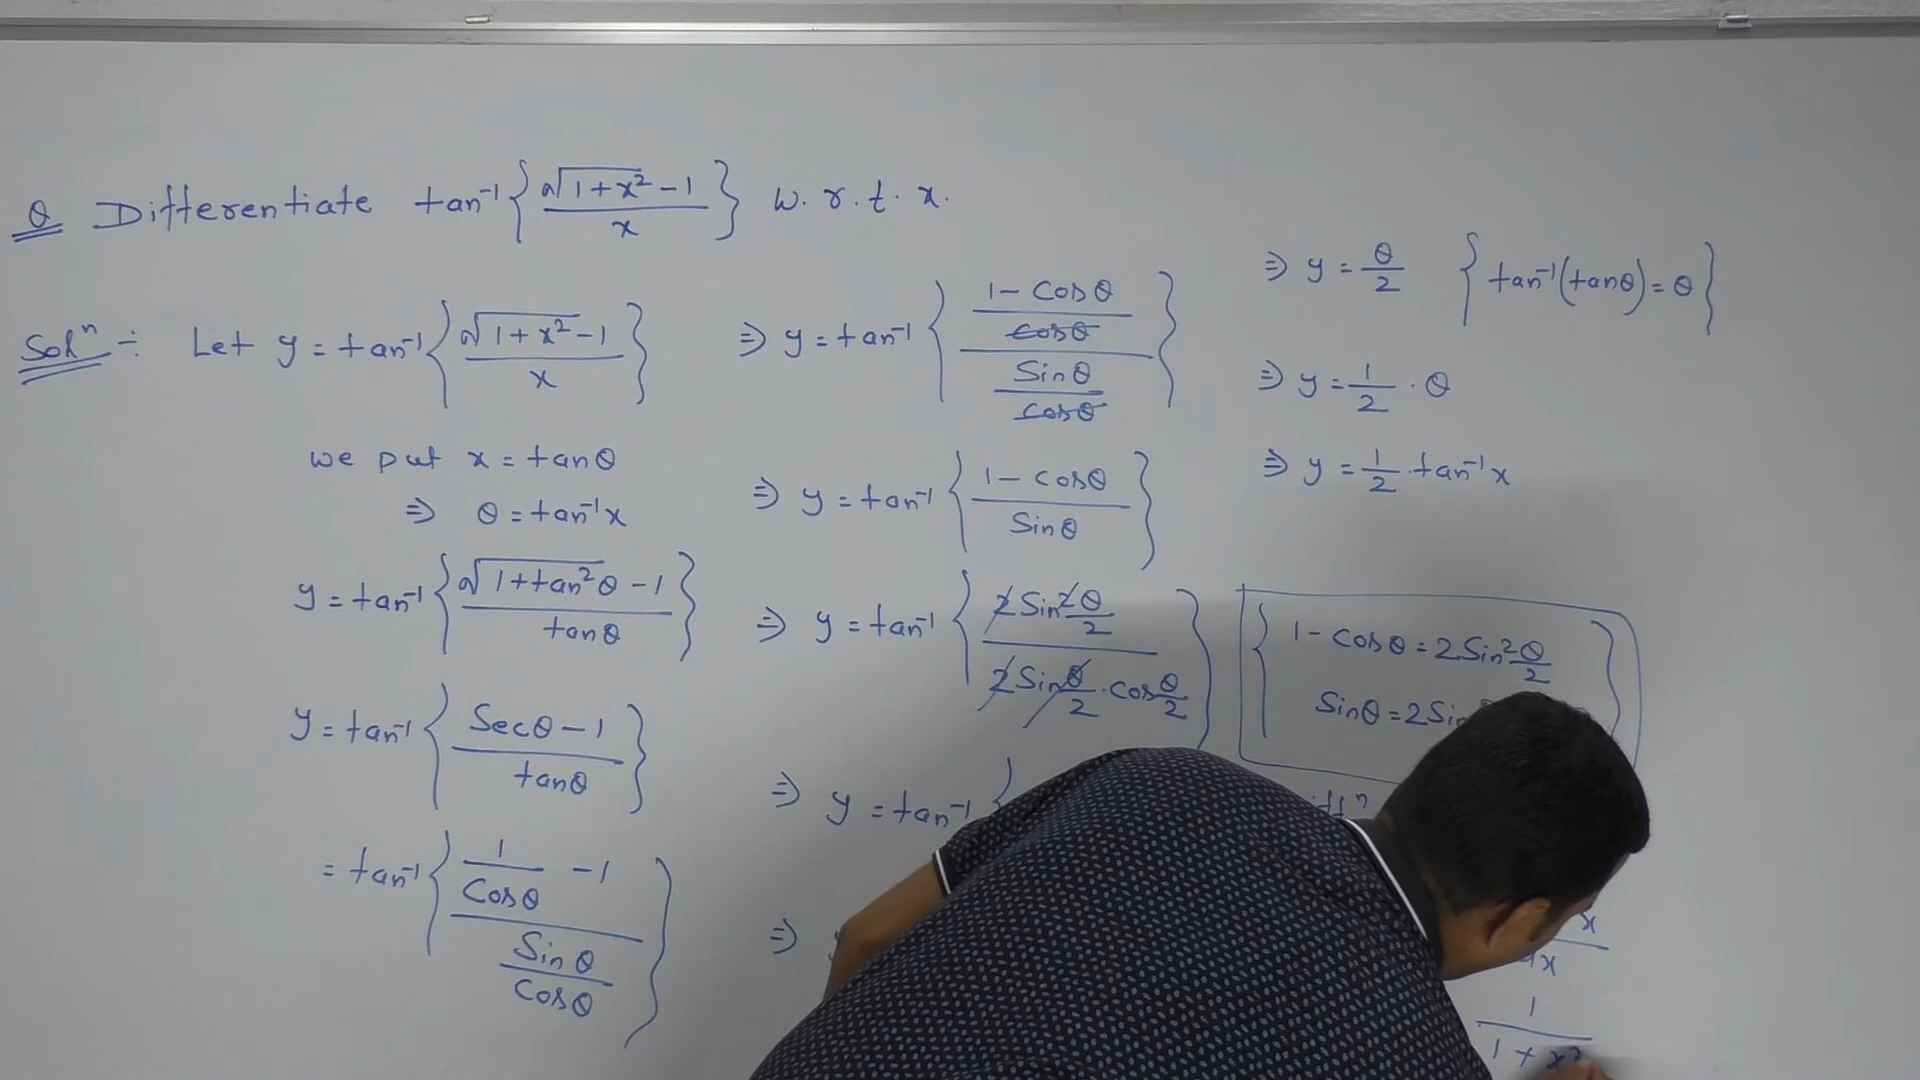 Q Differentiate tan⁻¹{(√(1+x²) -1)/x} w.r.t. x.
Solⁿ :- Let y = tan⁻¹{(√(1+x²) -1)/x}
we put x = tanθ
⇒ θ = tan⁻¹x
y = tan⁻¹{(√(1+tan²θ) -1)/tanθ}
y = tan⁻¹{(Secθ -1)/tanθ}
= tan⁻¹{(1/Cosθ -1)/(Sinθ/Cosθ)}
⇒ y = tan⁻¹{((1-Cosθ)/Cosθ)/(Sinθ/Cosθ)}
⇒ y = tan⁻¹{(1-Cosθ)/Sinθ}
⇒ y = tan⁻¹{(2Sin²θ/2)/(2Sinθ/2 . Cosθ/2)}
⇒ y = tan⁻¹{
⇒
⇒ y = θ/2 {tan⁻¹(tanθ) = θ}
⇒ y = 1/2 . θ
⇒ y = 1/2 . tan⁻¹x
{1-Cosθ = 2Sin²θ/2
Sinθ = 2Sin
x
1/(1+x²